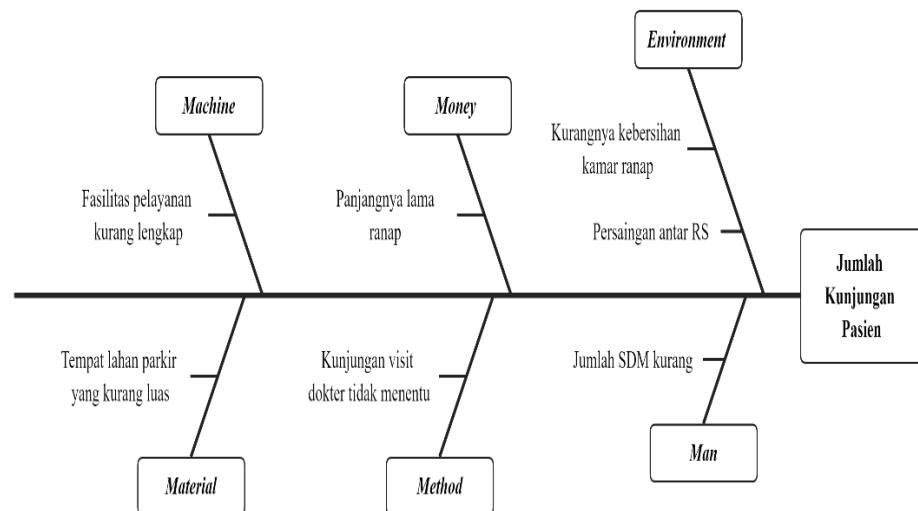 Environment
Machine
Money
Kurangnya kebersihan
kamar ranap
Fasilitas pelayanan
kurang lengkap
Panjangnya lama
ranap
Persaingan antar RS
Jumlah
Kunjungan
Pasien
Tempat lahan parkir
yang kurang luas
Kunjungan visit
dokter tidak menentu
Jumlah SDM kurang
Material
Method
Man